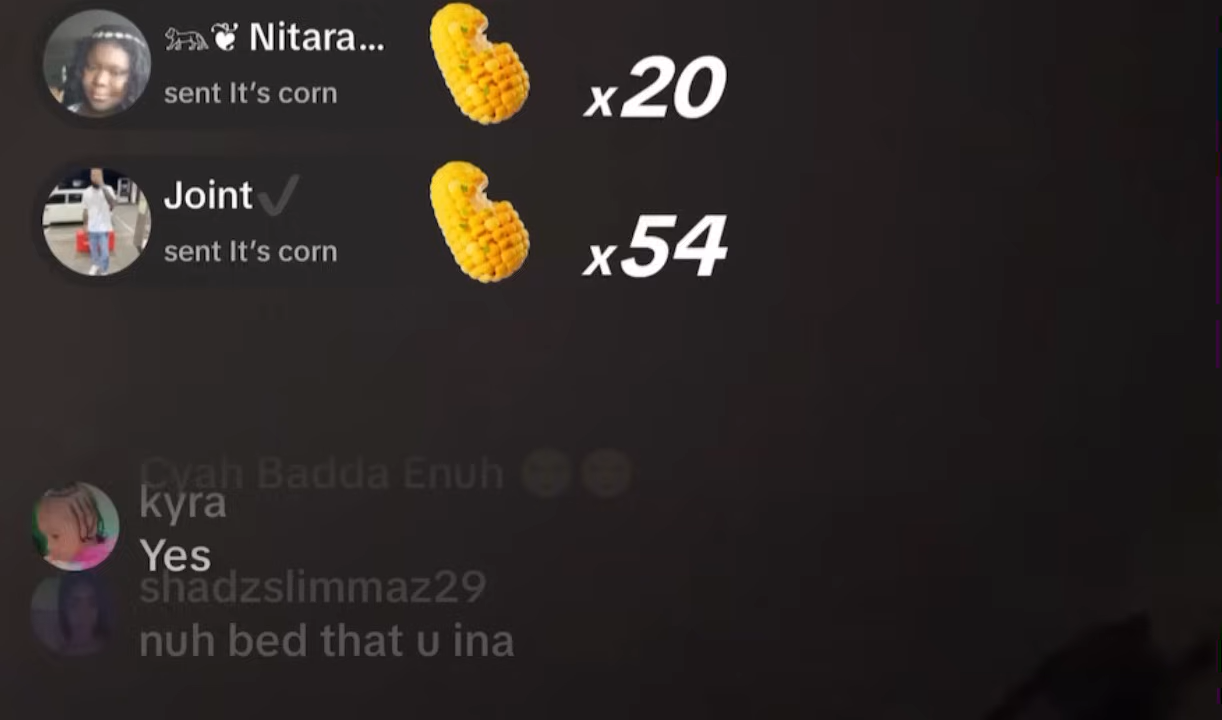 𓃮❦ Nitara...
sent It's corn
x20
Joint✓
sent It's corn
x54
Cyah Badda Enuh 😌😌
kyra
Yes
shadzslimmaz29
nuh bed that u ina